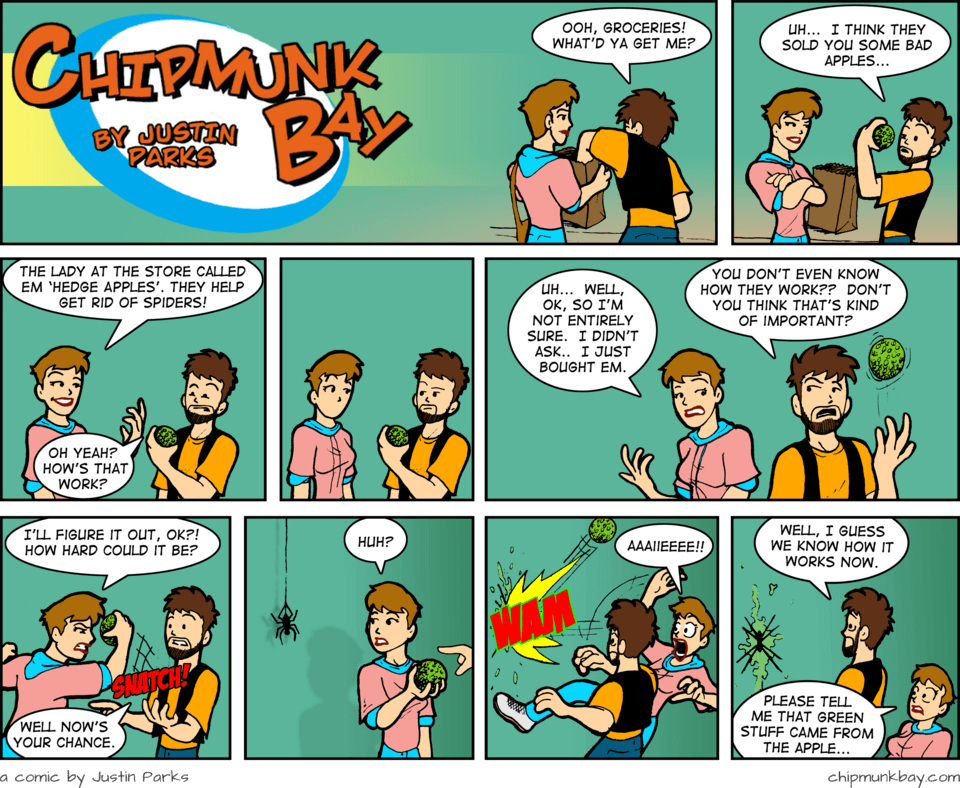 CHIPMUNK
BAY
BY JUSTIN
PARKS
OOH, GROCERIES!
WHAT'D YA GET ME?
UH... I THINK THEY
SOLD YOU SOME BAD
APPLES...
THE LADY AT THE STORE CALLED
EM 'HEDGE APPLES'. THEY HELP
GET RID OF SPIDERS!
OH YEAH?
HOW'S THAT
WORK?
UH... WELL,
OK, SO I'M
NOT ENTIRELY
SURE. I DIDN'T
ASK.. I JUST
BOUGHT EM.
YOU DON'T EVEN KNOW
HOW THEY WORK?? DON'T
YOU THINK THAT'S KIND
OF IMPORTANT?
I'LL FIGURE IT OUT, OK?!
HOW HARD COULD IT BE?
SNATCH!
WELL NOW'S
YOUR CHANCE.
HUH?
AAAIIEEEE!!
WAM
WELL, I GUESS
WE KNOW HOW IT
WORKS NOW.
PLEASE TELL
ME THAT GREEN
STUFF CAME FROM
THE APPLE...
a comic by Justin Parks
chipmunkbay.com